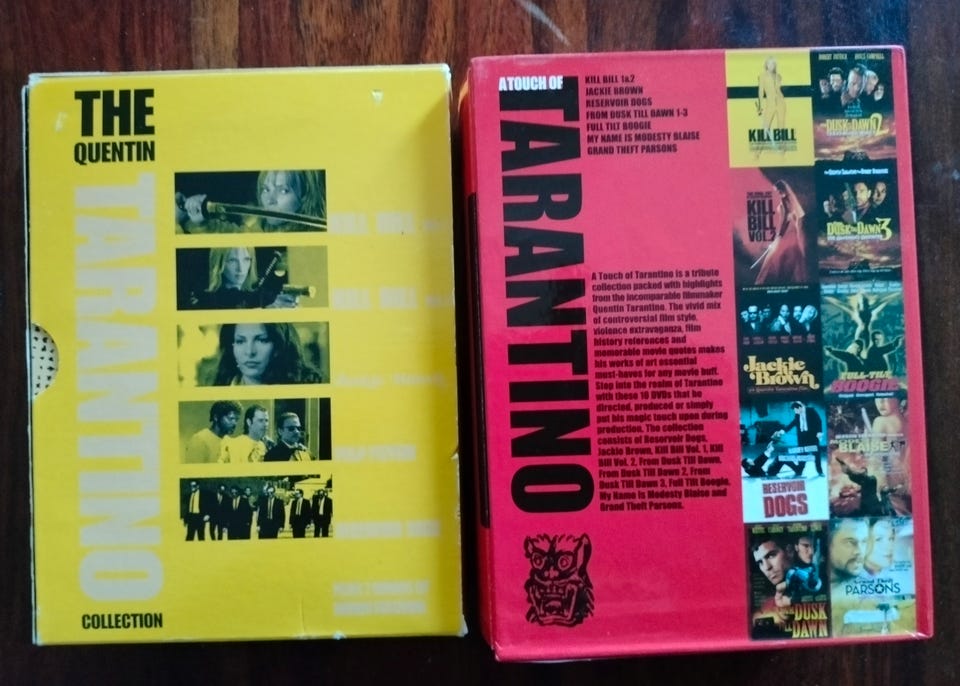 THE
QUENTIN
TARANTINO
COLLECTION
A TOUCH OF
TARANTINO
KILL BILL 1&2
JACKIE BROWN
RESERVOIR DOGS
FROM DUSK TILL DAWN 1-3
FULL TILT BOOGIE
MY NAME IS MODESTY BLAISE
GRAND THEFT PARSONS
A Touch of Tarantino is a tribute
collection packed with highlights
from the incomparable filmmaker
Quentin Tarantino. The vivid mix
of controversial film style,
violence extravaganza, film
history references and
memorable movie quotes makes
his works of art essential
must-haves for any movie buff.
Step into the realm of Tarantino
with these 10 DVDs that he
directed, produced or simply
put his magic touch upon during
production. The collection
consists of Reservoir Dogs,
Jackie Brown, Kill Bill Vol. 1, Kill
Bill Vol. 2, From Dusk Till Dawn,
From Dusk Till Dawn 2, From
Dusk Till Dawn 3, Full Tilt Boogie,
My Name is Modesty Blaise and
Grand Theft Parsons.
KILL BILL
DUSK TILL DAWN 2
KILL
BILL
VOL.2
DUSK TILL DAWN 3
Jackie
Brown
FULL-TILT
BOOGIE
RESERVOIR
DOGS
BLAISE
DUSK
TILL
DAWN
Grand Theft
PARSONS